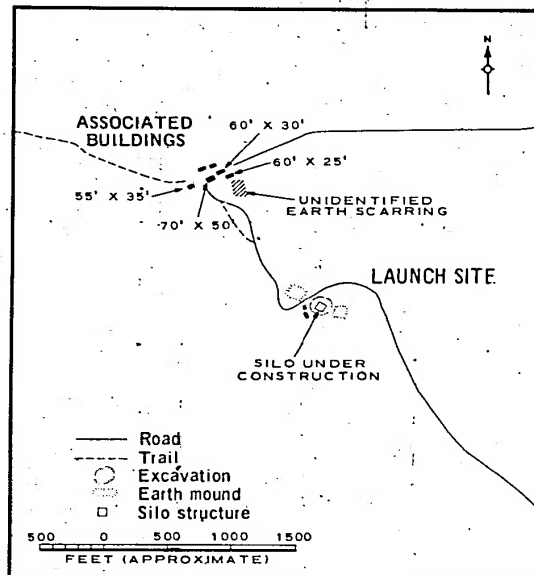 N
ASSOCIATED
BUILDINGS
60' X 30'
60' X 25'
55' X 35'
70' X 50'
UNIDENTIFIED
EARTH SCARRING
LAUNCH SITE
SILO UNDER
CONSTRUCTION
Road
Trail
Excavation
Earth mound
Silo structure
500 0 500 1000 1500
FEET (APPROXIMATE)